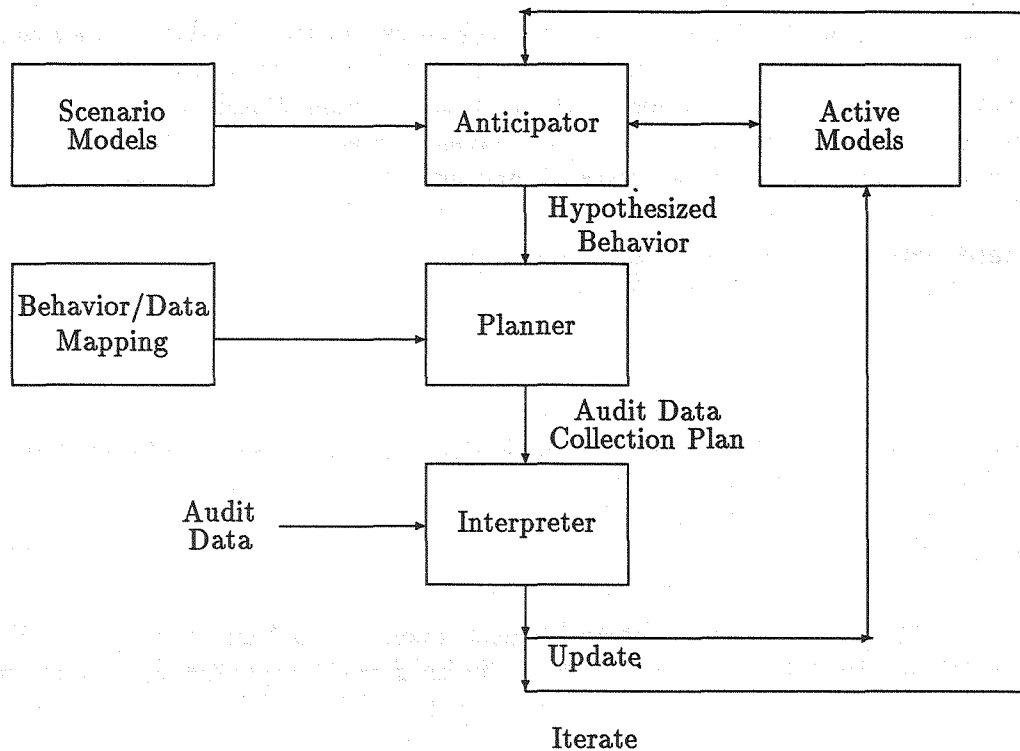 Scenario
Models
Anticipator
Active
Models
Hypothesized
Behavior
Behavior/Data
Mapping
Planner
Audit Data
Collection Plan
Audit
Data
Interpreter
Update
Iterate